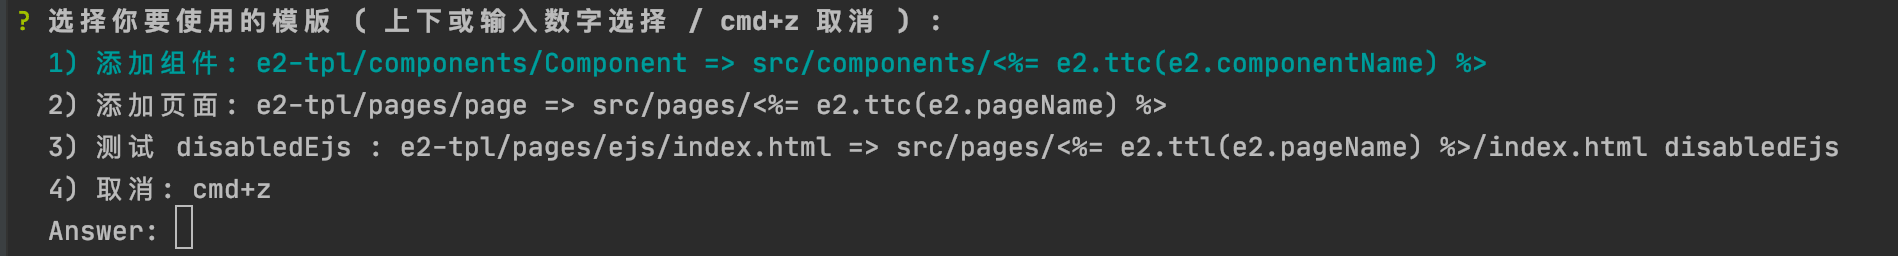 ? 选择你要使用的模版 ( 上下或输入数字选择 / cmd+z 取消 ) :
1) 添加组件: e2-tpl/components/Component => src/components/<%= e2.ttc(e2.componentName) %>
2) 添加页面: e2-tpl/pages/page => src/pages/<%= e2.ttc(e2.pageName) %>
3) 测试 disabledEjs : e2-tpl/pages/ejs/index.html => src/pages/<%= e2.ttl(e2.pageName) %>/index.html disabledEjs
4) 取消: cmd+z
Answer: